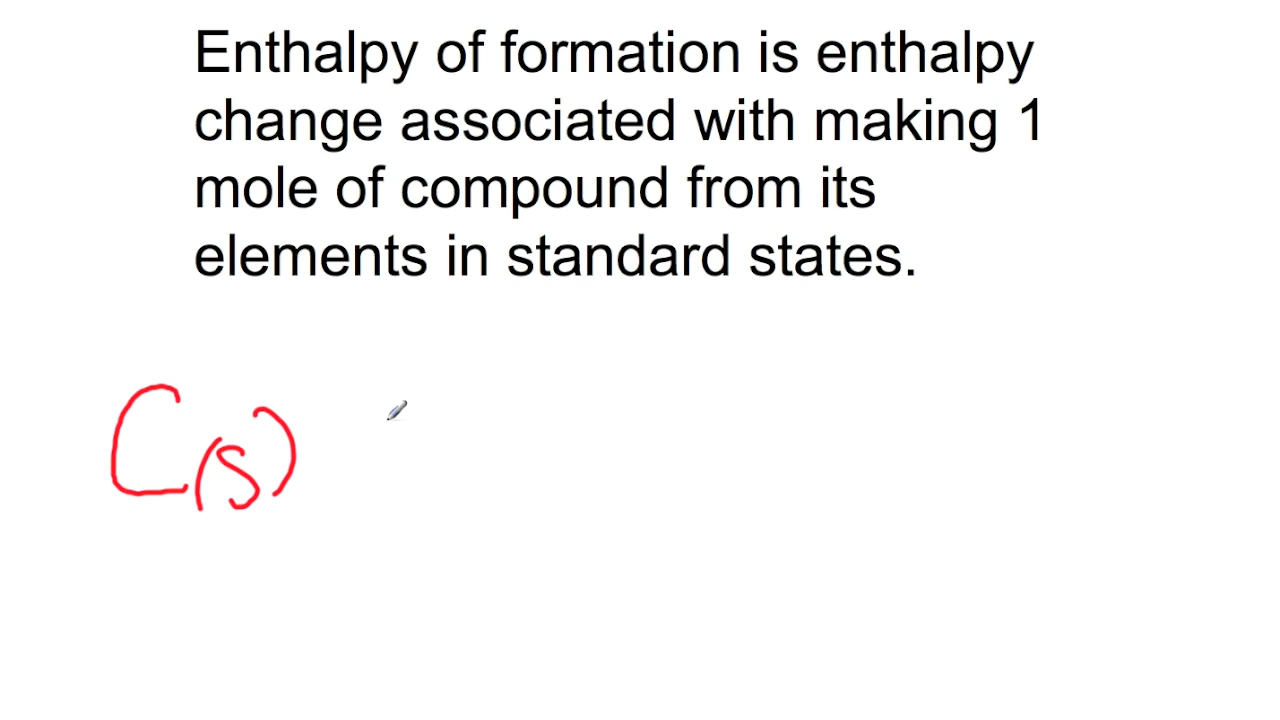 Enthalpy of formation is enthalpy
change associated with making 1
mole of compound from its
elements in standard states.
C(s)